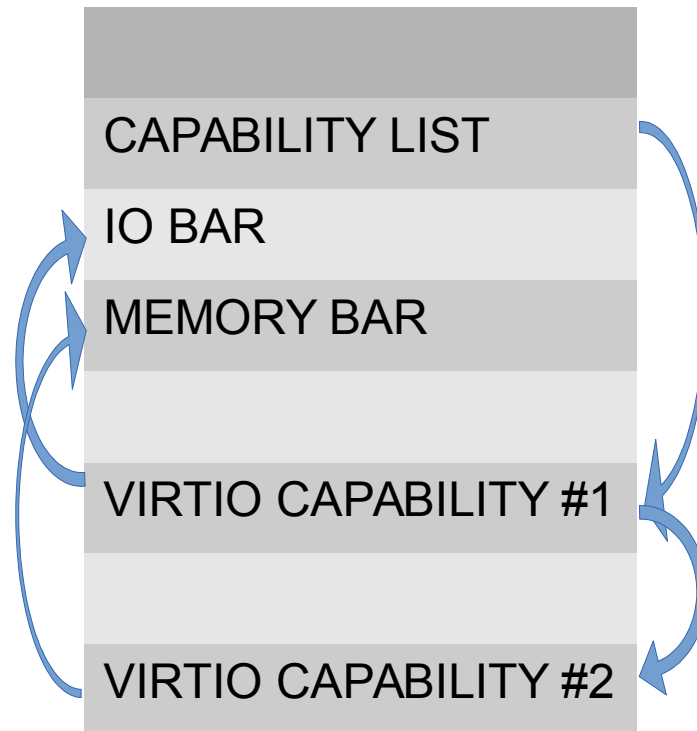 CAPABILITY LIST
IO BAR
MEMORY BAR
VIRTIO CAPABILITY #1
VIRTIO CAPABILITY #2